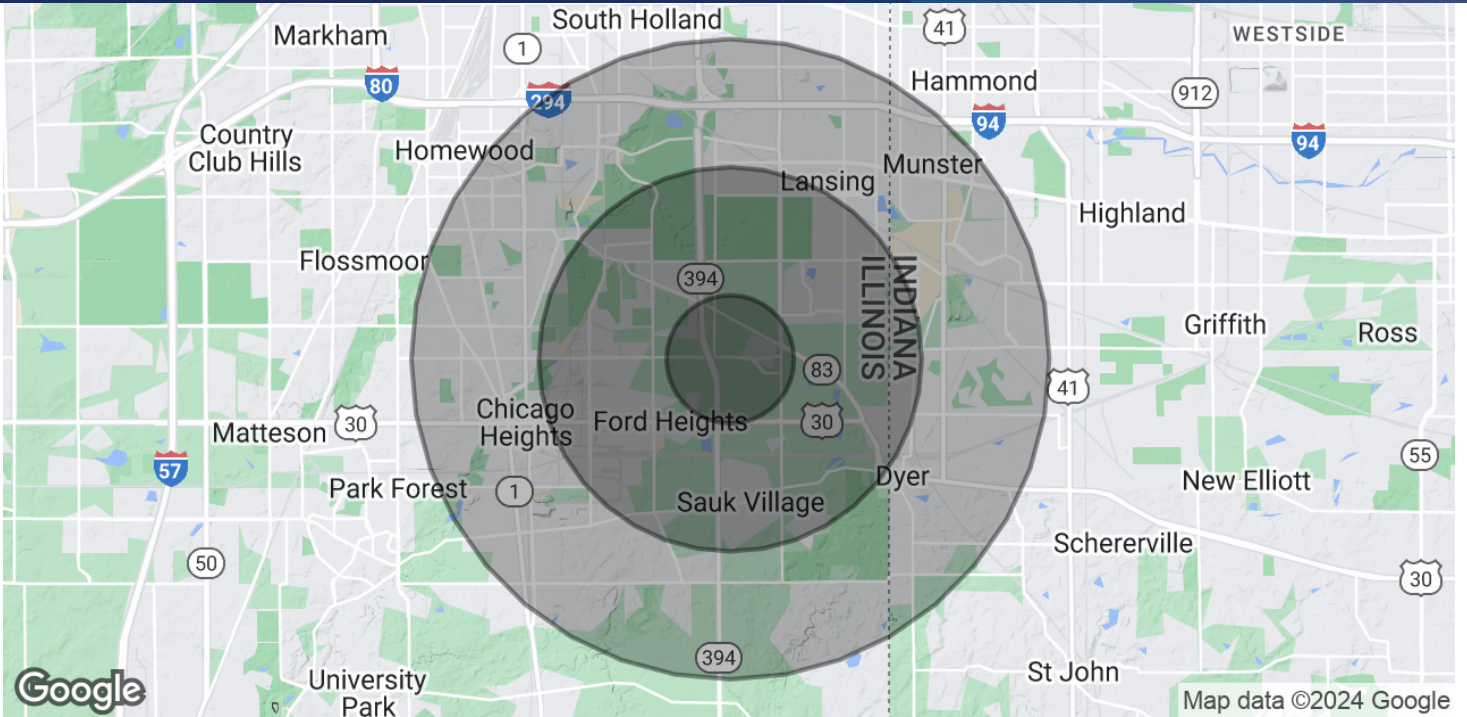 South Holland
Markham
1
41
WESTSIDE
80
294
Hammond
912
94
94
Country
Club Hills
Homewood
Munster
Lansing
Highland
Flossmoor
394
INDIANA
ILLINOIS
Griffith
Ross
83
41
Chicago
Heights
Ford Heights
30
30
Matteson
57
55
Park Forest
1
Dyer
New Elliott
Sauk Village
50
Schererville
30
394
St John
University
Park
Google
Map data ©2024 Google